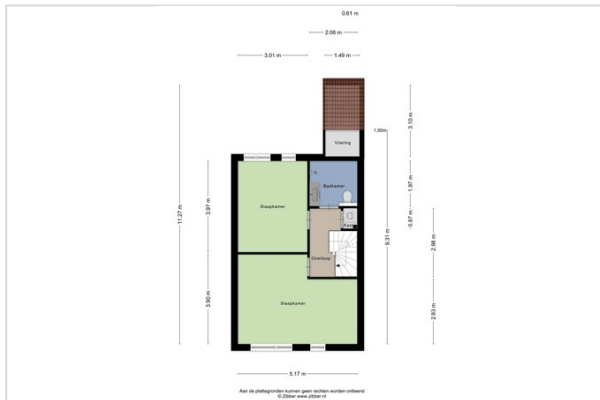 0.61 m
2.06 m
3.01 m
1.49 m
3.10 m
1.50m
Vliering
11.27 m
3.97 m
Slaapkamer
Badkamer
1.97 m
Kast
0.87 m
9.31 m
2.98 m
Overloop
3.90 m
Slaapkamer
2.83 m
5.17 m
Aan de plattegronden kunnen geen rechten worden ontleend
© Zibber www.zibber.nl